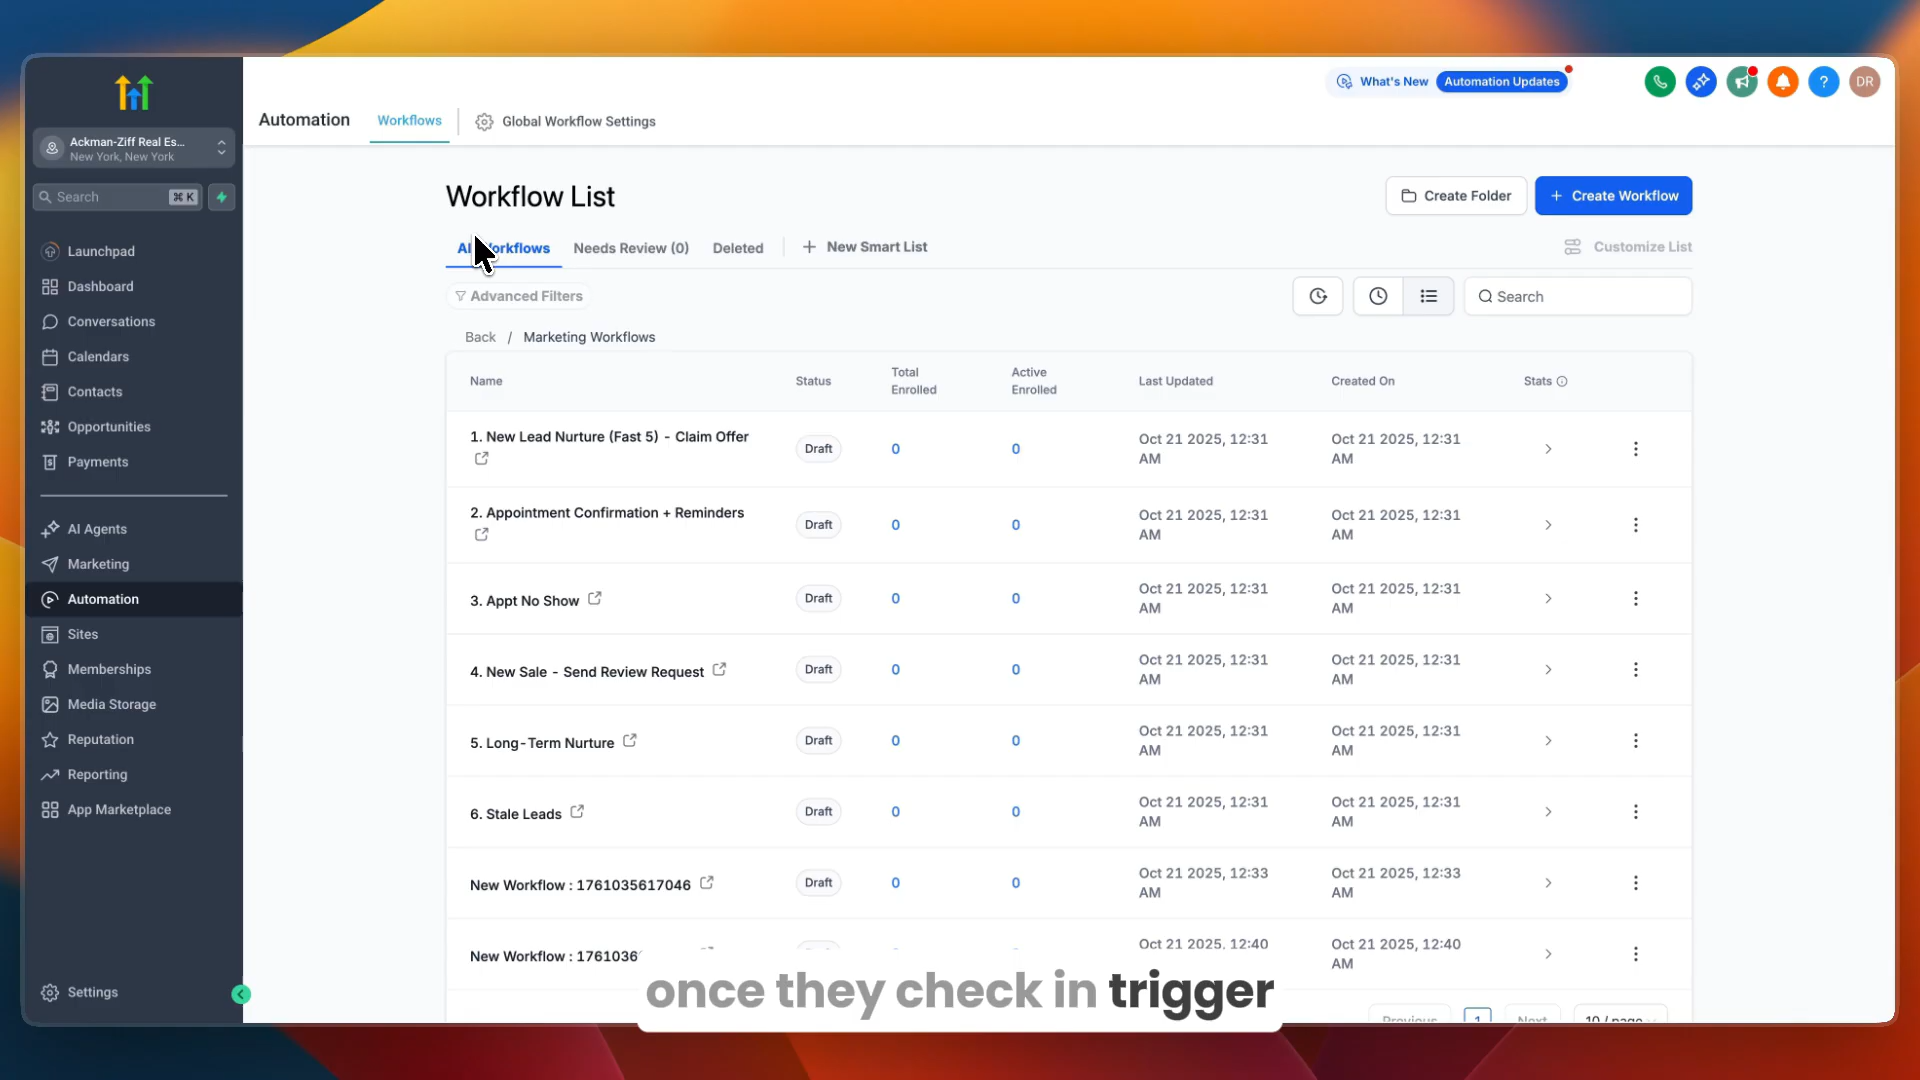 What's New
Automation Updates
DR
Automation
Workflows
Global Workflow Settings
Ackman-Ziff Real Es...
New York, New York
Search
⌘ K
Launchpad
Dashboard
Conversations
Calendars
Contacts
Opportunities
Payments
AI Agents
Marketing
Automation
Sites
Memberships
Media Storage
Reputation
Reporting
App Marketplace
Settings
Workflow List
Create Folder
+ Create Workflow
Workflows
Needs Review (0)
Deleted
+ New Smart List
Customize List
Advanced Filters
Search
Back / Marketing Workflows
Name Status Total Enrolled Active Enrolled Last Updated Created On Stats
1. New Lead Nurture (Fast 5) - Claim Offer Draft 0 0 Oct 21 2025, 12:31 AM Oct 21 2025, 12:31 AM
2. Appointment Confirmation + Reminders Draft 0 0 Oct 21 2025, 12:31 AM Oct 21 2025, 12:31 AM
3. Appt No Show Draft 0 0 Oct 21 2025, 12:31 AM Oct 21 2025, 12:31 AM
4. New Sale - Send Review Request Draft 0 0 Oct 21 2025, 12:31 AM Oct 21 2025, 12:31 AM
5. Long-Term Nurture Draft 0 0 Oct 21 2025, 12:31 AM Oct 21 2025, 12:31 AM
6. Stale Leads Draft 0 0 Oct 21 2025, 12:31 AM Oct 21 2025, 12:31 AM
New Workflow : 1761035617046 Draft 0 0 Oct 21 2025, 12:33 AM Oct 21 2025, 12:33 AM
New Workflow : 1761036 Oct 21 2025, 12:40 Oct 21 2025, 12:40 AM
once they check in trigger
Previous 1 Next 10 / page